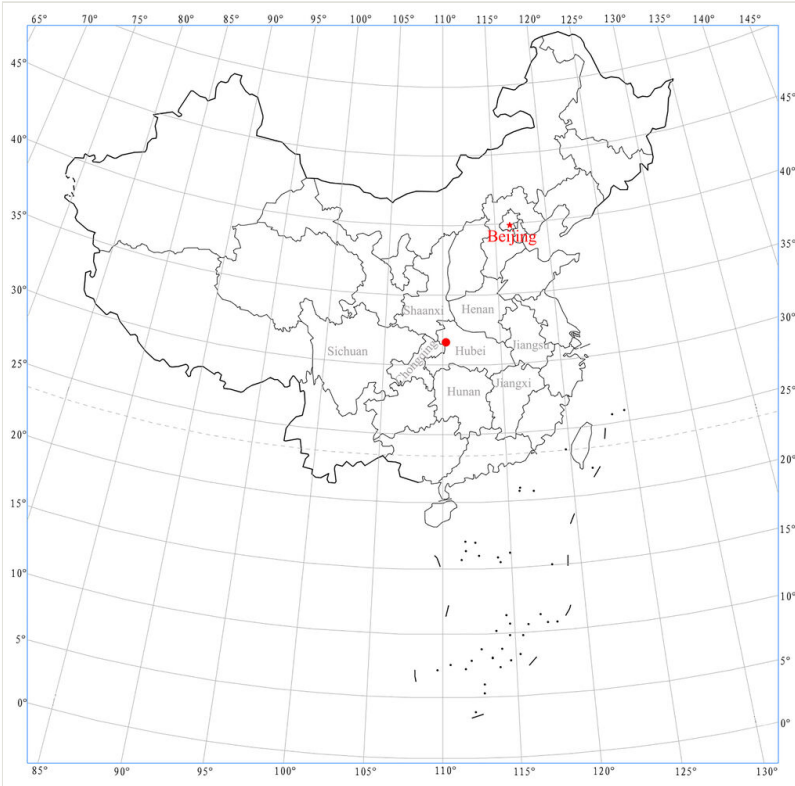 65° 70° 75° 80° 85° 90° 95° 100° 105° 110° 115° 120° 125° 130° 135° 140° 145°
45° 45°
40° 40°
35° 35°
Beijing
30° 30°
Shaanxi Henan
Sichuan Chongqing Hubei Jiangsu
25° 25°
Hunan Jiangxi
20° 20°
15° 15°
10° 10°
5° 5°
0° 0°
85° 90° 95° 100° 105° 110° 115° 120° 125° 130°